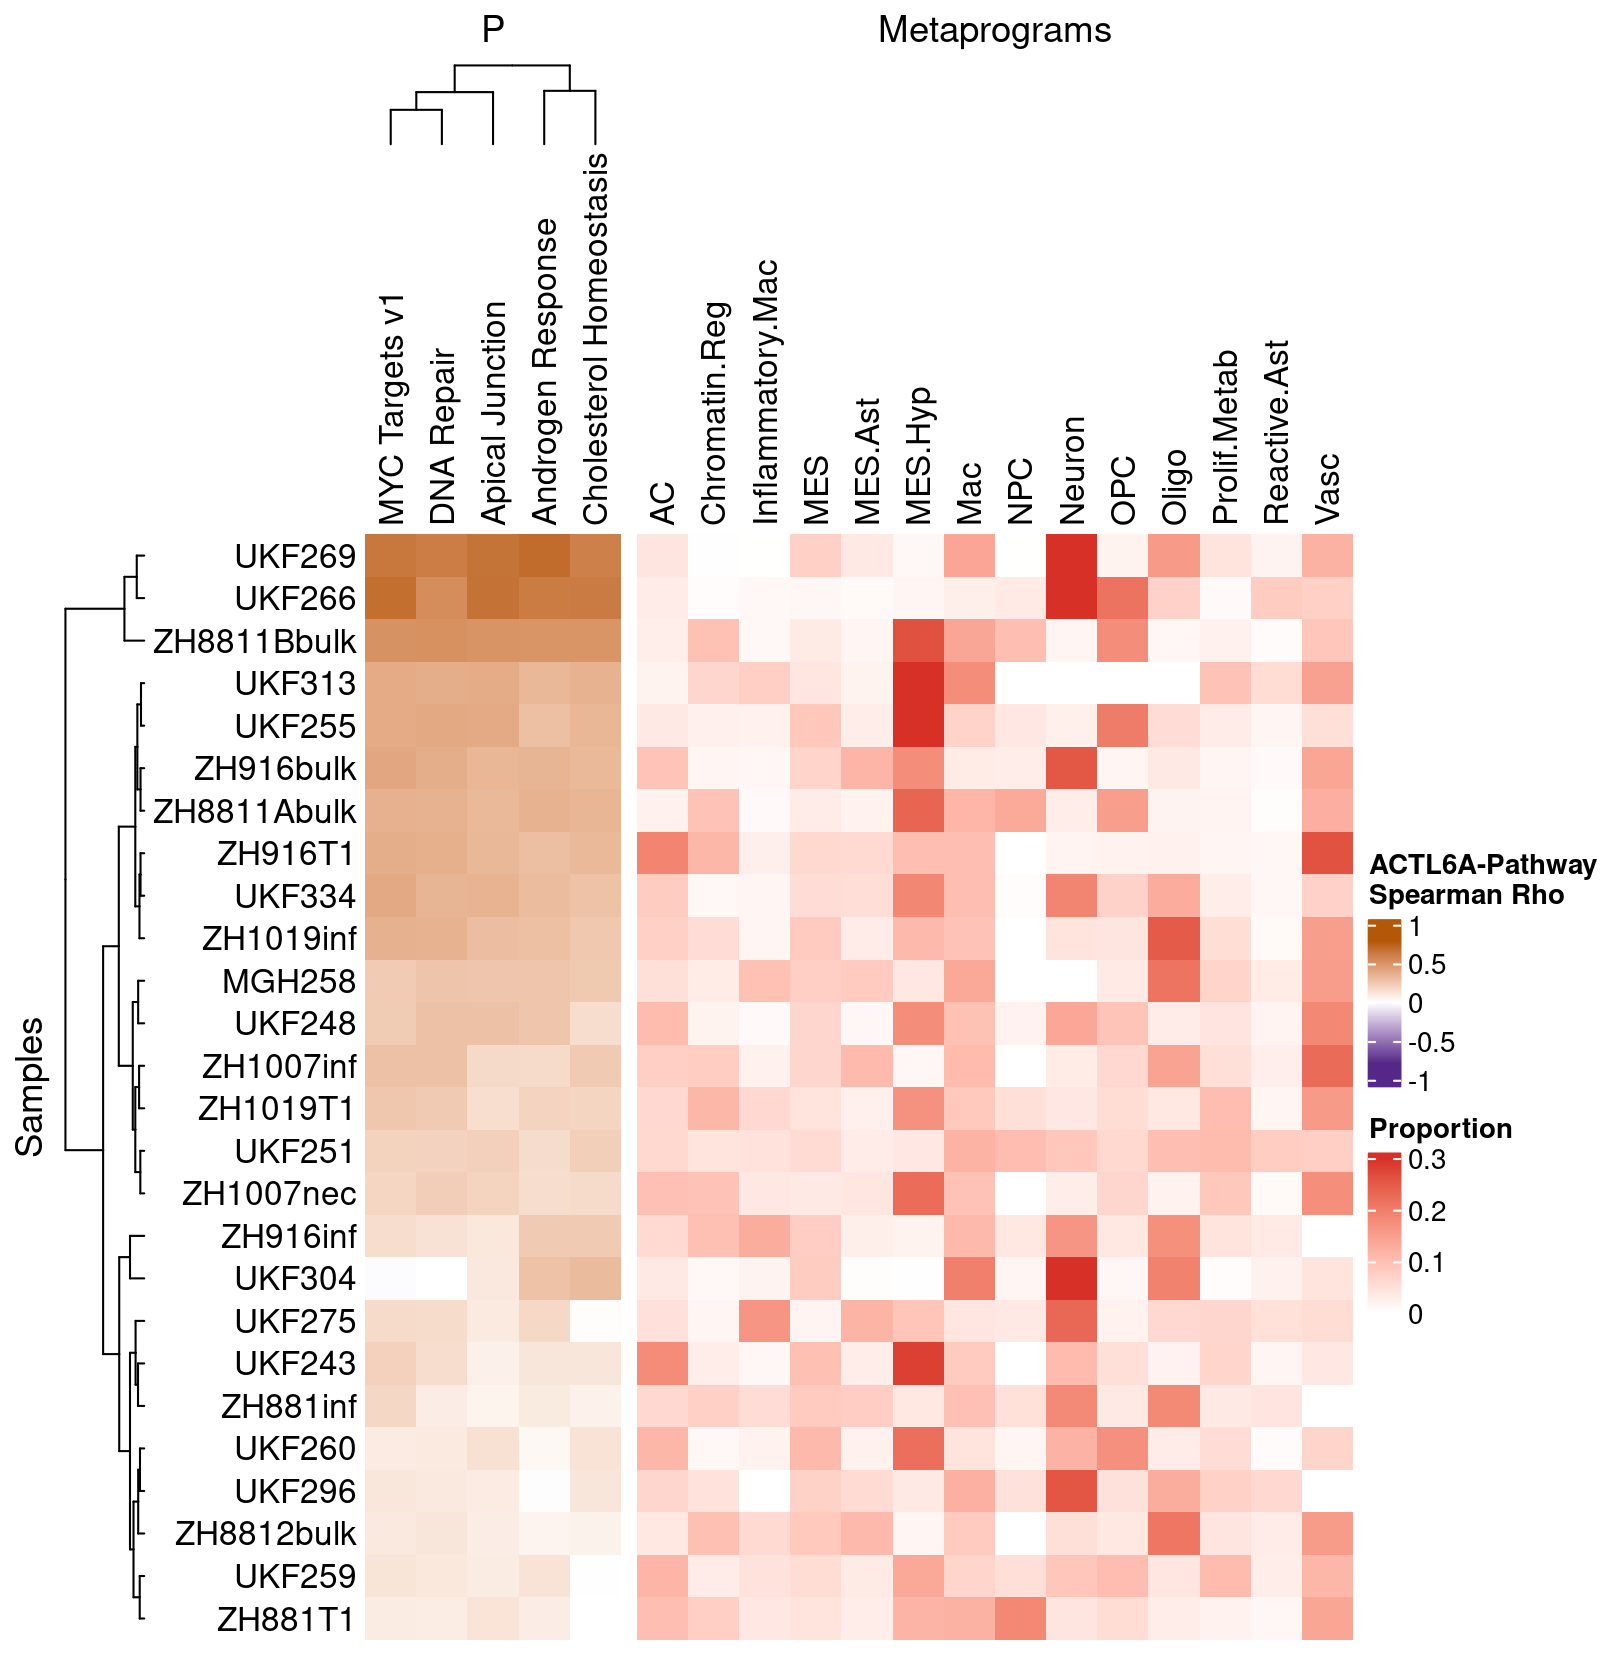 P
Metaprograms
MYC Targets v1
DNA Repair
Apical Junction
Androgen Response
Cholesterol Homeostasis
AC
Chromatin.Reg
Inflammatory.Mac
MES
MES.Ast
MES.Hyp
Mac
NPC
Neuron
OPC
Oligo
Prolif.Metab
Reactive.Ast
Vasc
Samples
UKF269
UKF266
ZH8811Bbulk
UKF313
UKF255
ZH916bulk
ZH8811Abulk
ZH916T1
UKF334
ZH1019inf
MGH258
UKF248
ZH1007inf
ZH1019T1
UKF251
ZH1007nec
ZH916inf
UKF304
UKF275
UKF243
ZH881inf
UKF260
UKF296
ZH8812bulk
UKF259
ZH881T1
ACTL6A-Pathway
Spearman Rho
1
0.5
0
-0.5
-1
Proportion
0.3
0.2
0.1
0